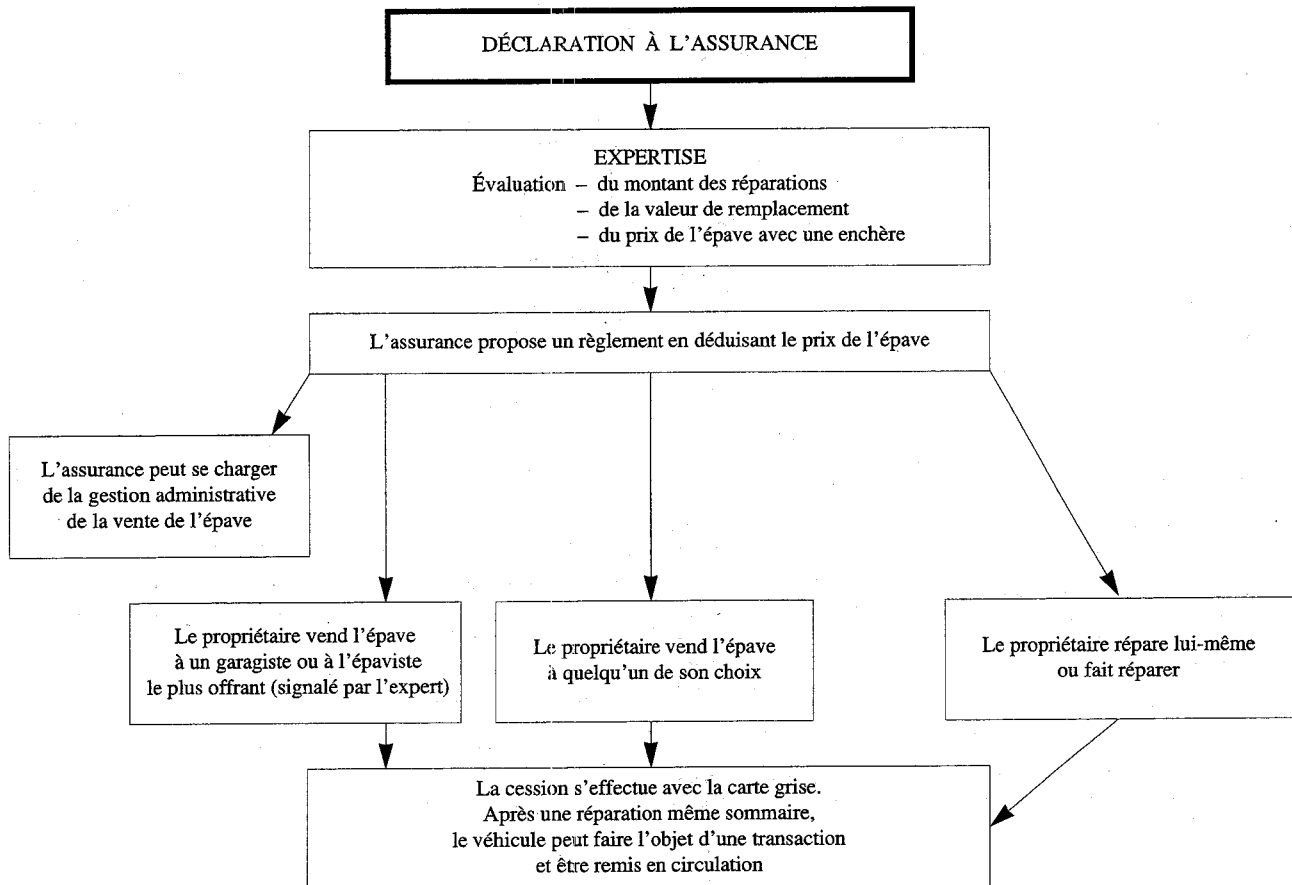 DÉCLARATION À L'ASSURANCE
EXPERTISE
Évaluation – du montant des réparations
– de la valeur de remplacement
– du prix de l'épave avec une enchère
L'assurance propose un règlement en déduisant le prix de l'épave
L'assurance peut se charger
de la gestion administrative
de la vente de l'épave
Le propriétaire vend l'épave
à un garagiste ou à l'épaviste
le plus offrant (signalé par l'expert)
Le propriétaire vend l'épave
à quelqu'un de son choix
Le propriétaire répare lui-même
ou fait réparer
La cession s'effectue avec la carte grise.
Après une réparation même sommaire,
le véhicule peut faire l'objet d'une transaction
et être remis en circulation